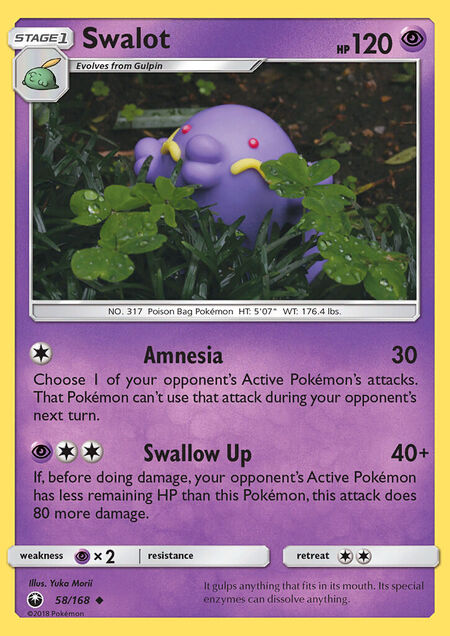 STAGE 1 Swalot HP 120
Evolves from Gulpin
NO. 317 Poison Bag Pokémon HT: 5'07" WT: 176.4 lbs.
Amnesia 30
Choose 1 of your opponent's Active Pokémon's attacks.
That Pokémon can't use that attack during your opponent's
next turn.
Swallow Up 40+
If, before doing damage, your opponent's Active Pokémon
has less remaining HP than this Pokémon, this attack does
80 more damage.
weakness ×2 resistance retreat
Illus. Yuka Morii
58/168
©2018 Pokémon
It gulps anything that fits in its mouth. Its special
enzymes can dissolve anything.